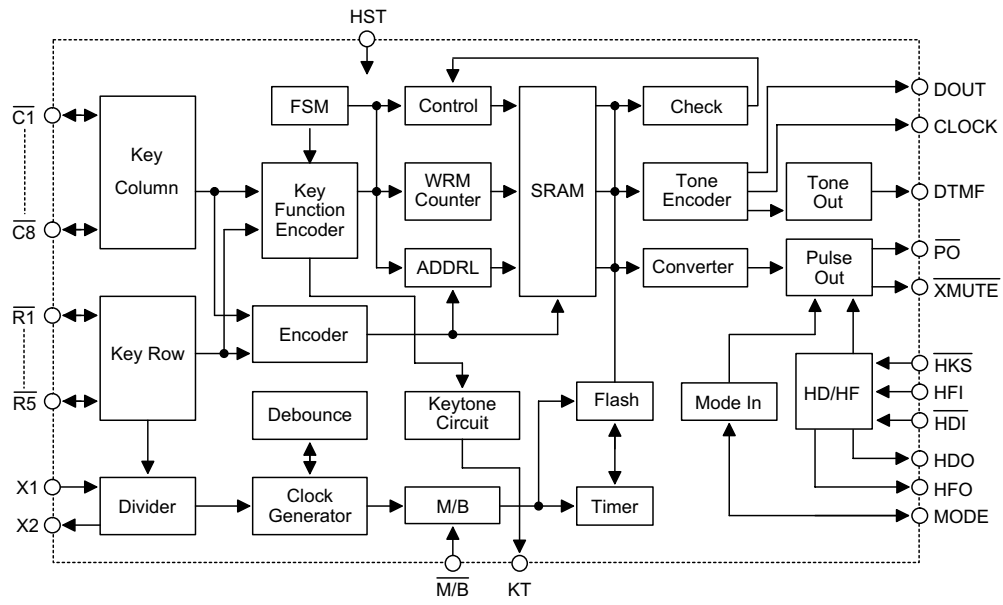 HST
C1
C8
R1
R5
X1
X2
Key
Column
Key Row
Divider
FSM
Key
Function
Encoder
Encoder
Debounce
Clock
Generator
Control
WRM
Counter
ADDRL
Keytone
Circuit
M/B
SRAM
Flash
Timer
Check
Tone
Encoder
Converter
Mode In
Tone
Out
Pulse
Out
HD/HF
DOUT
CLOCK
DTMF
PO
XMUTE
HKS
HFI
HDI
HDO
HFO
MODE
M/B
KT